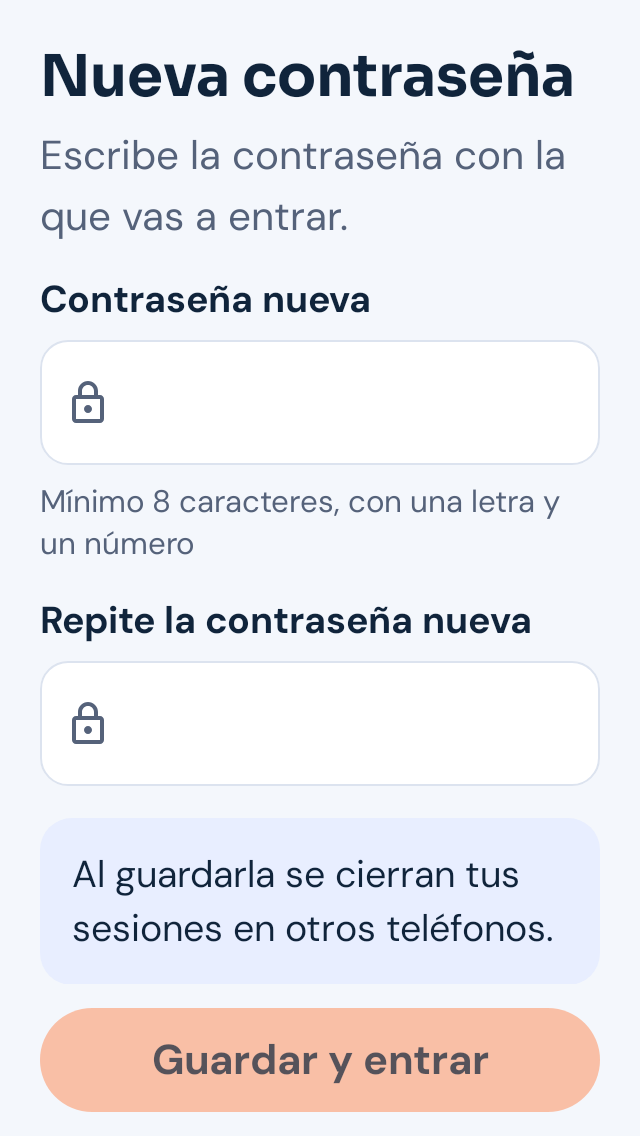 Nueva contraseña
Escribe la contraseña con la
que vas a entrar.
Contraseña nueva
Mínimo 8 caracteres, con una letra y
un número
Repite la contraseña nueva
Al guardarla se cierran tus
sesiones en otros teléfonos.
Guardar y entrar